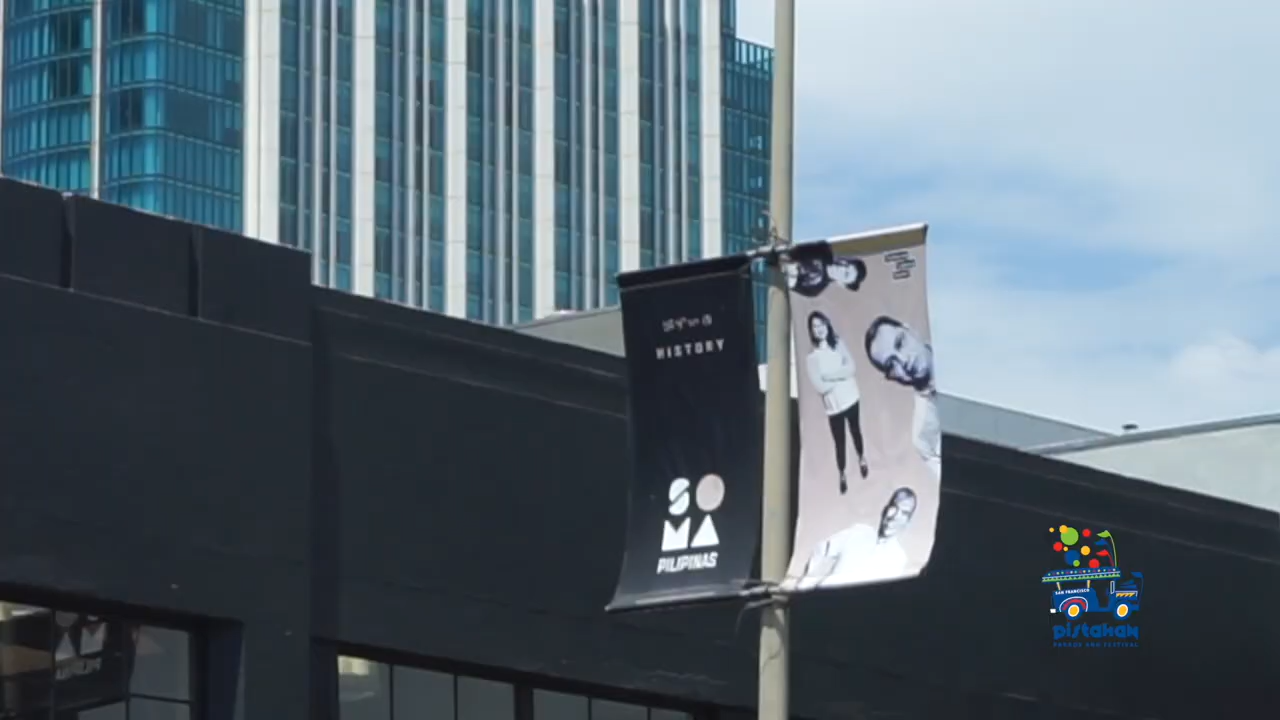 HISTORY
SO
MA
PILIPINAS
SAN FRANCISCO
PISTAHAN
PARADE AND FESTIVAL